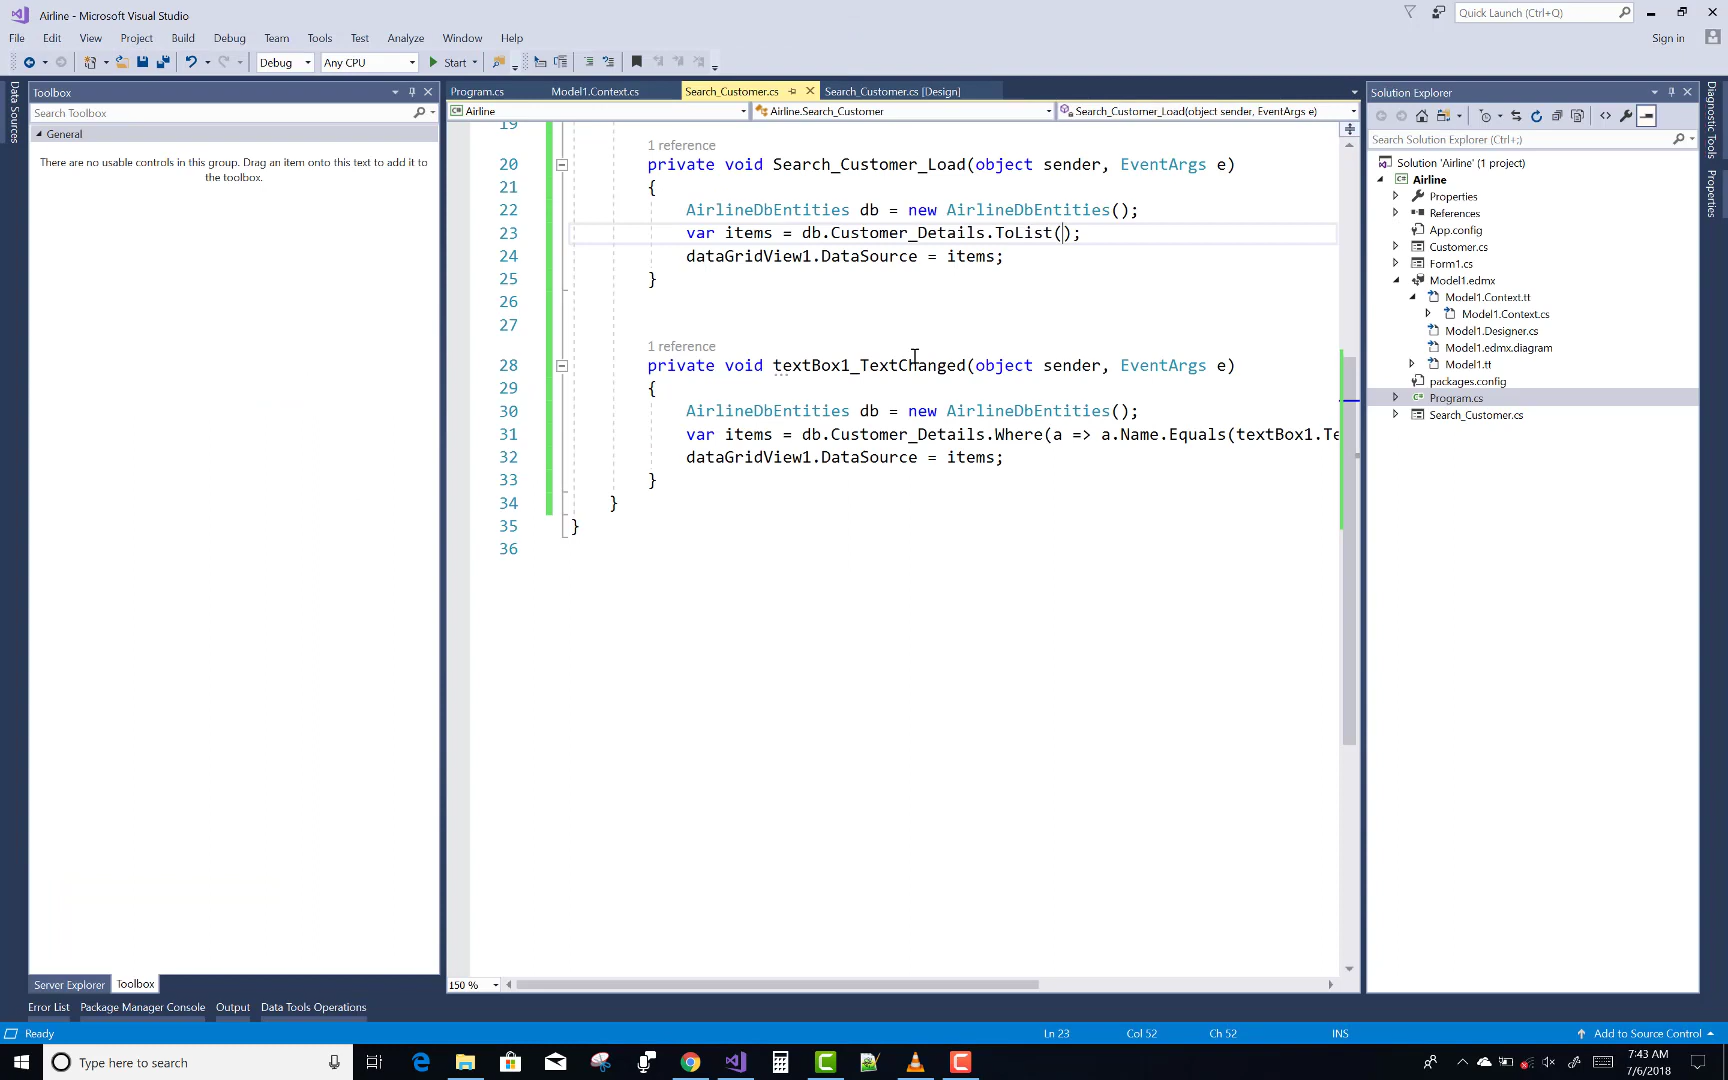 Airline - Microsoft Visual Studio
Quick Launch (Ctrl+Q)
File Edit View Project Build Debug Team Tools Test Analyze Window Help
Sign in
Debug Any CPU Start
Data Sources
Toolbox
Search Toolbox
General
There are no usable controls in this group. Drag an item onto this text to add it to
the toolbox.
Server Explorer Toolbox
Program.cs Model1.Context.cs Search_Customer.cs Search_Customer.cs [Design]
Airline Airline.Search_Customer Search_Customer_Load(object sender, EventArgs e)
19
1 reference
20 private void Search_Customer_Load(object sender, EventArgs e)
21 {
22 AirlineDbEntities db = new AirlineDbEntities();
23 var items = db.Customer_Details.ToList();
24 dataGridView1.DataSource = items;
25 }
26
27
1 reference
28 private void textBox1_TextChanged(object sender, EventArgs e)
29 {
30 AirlineDbEntities db = new AirlineDbEntities();
31 var items = db.Customer_Details.Where(a => a.Name.Equals(textBox1.Te
32 dataGridView1.DataSource = items;
33 }
34 }
35 }
36
150 %
Solution Explorer
Search Solution Explorer (Ctrl+;)
Solution 'Airline' (1 project)
Airline
Properties
References
App.config
Customer.cs
Form1.cs
Model1.edmx
Model1.Context.tt
Model1.Context.cs
Model1.Designer.cs
Model1.edmx.diagram
Model1.tt
packages.config
Program.cs
Search_Customer.cs
Diagnostic Tools
Properties
Error List Package Manager Console Output Data Tools Operations
Ready Ln 23 Col 52 Ch 52 INS Add to Source Control
Type here to search
7:43 AM
7/6/2018